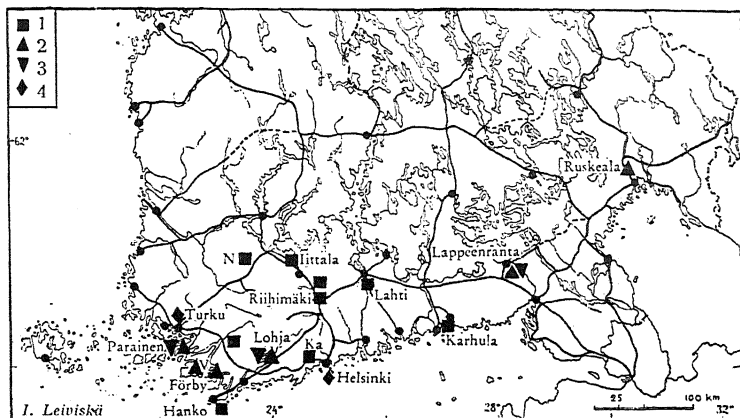 1
2
3
4
62°
Ruskeala
N
Iittala
Lappeenranta
Riihimäki
Lahti
Turku
Karhula
Parainen
Lohja
Ka
V
Förby
Helsinki
Hanko
I. Leiviskä
24°
28°
25
100 km
32°